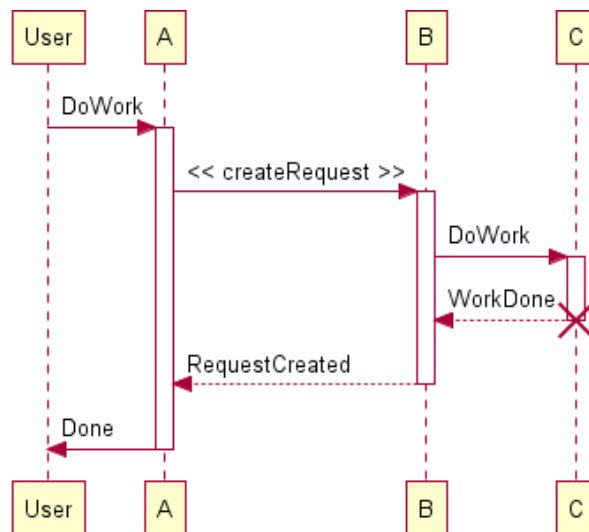 User A B C
DoWork
<< createRequest >>
DoWork
WorkDone
RequestCreated
Done
User A B C